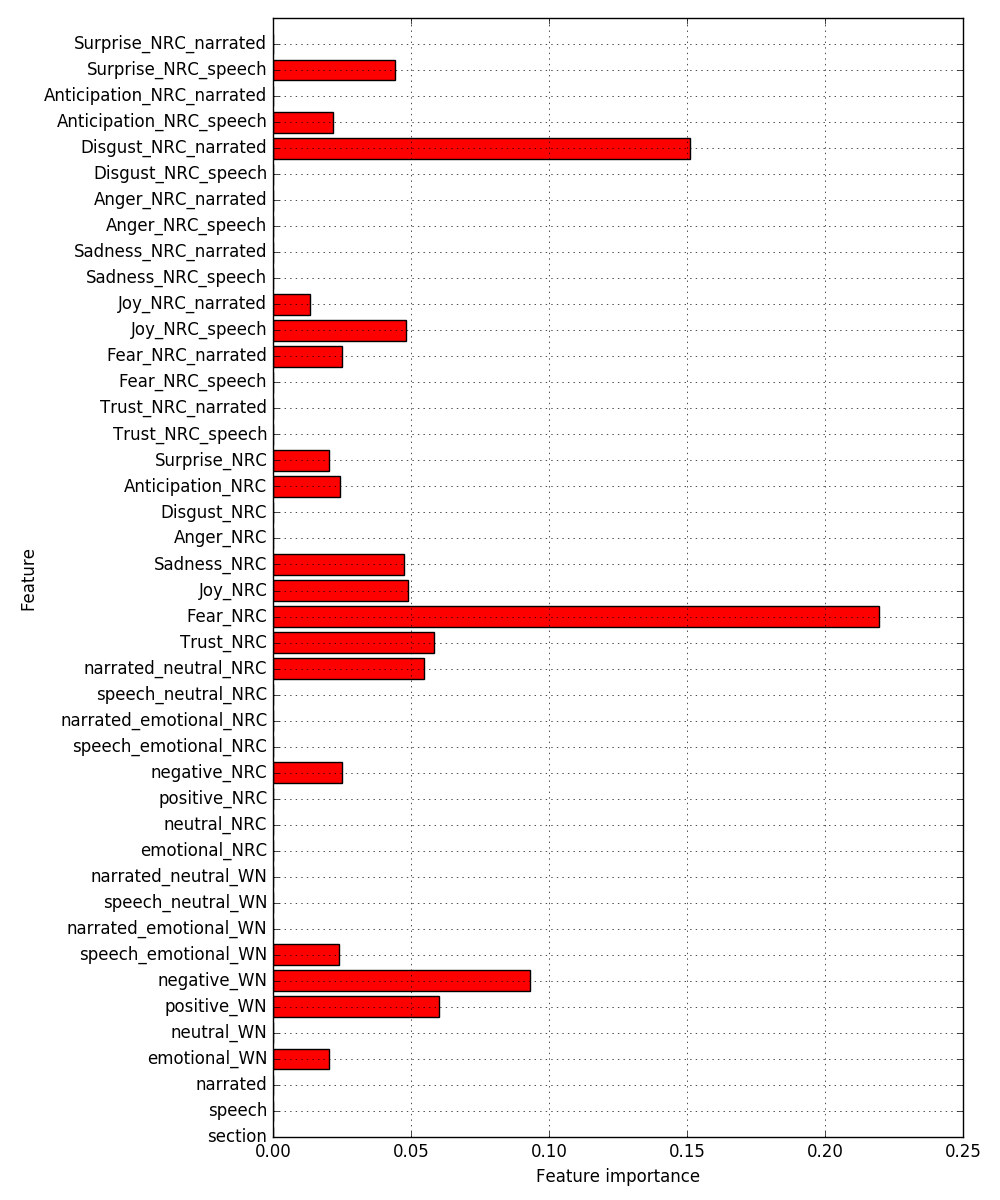 Surprise_NRC_narrated
Surprise_NRC_speech
Anticipation_NRC_narrated
Anticipation_NRC_speech
Disgust_NRC_narrated
Disgust_NRC_speech
Anger_NRC_narrated
Anger_NRC_speech
Sadness_NRC_narrated
Sadness_NRC_speech
Joy_NRC_narrated
Joy_NRC_speech
Fear_NRC_narrated
Fear_NRC_speech
Trust_NRC_narrated
Trust_NRC_speech
Surprise_NRC
Anticipation_NRC
Disgust_NRC
Anger_NRC
Sadness_NRC
Joy_NRC
Fear_NRC
Trust_NRC
narrated_neutral_NRC
speech_neutral_NRC
narrated_emotional_NRC
speech_emotional_NRC
negative_NRC
positive_NRC
neutral_NRC
emotional_NRC
narrated_neutral_WN
speech_neutral_WN
narrated_emotional_WN
speech_emotional_WN
negative_WN
positive_WN
neutral_WN
emotional_WN
narrated
speech
section
Feature
0.00 0.05 0.10 0.15 0.20 0.25
Feature importance